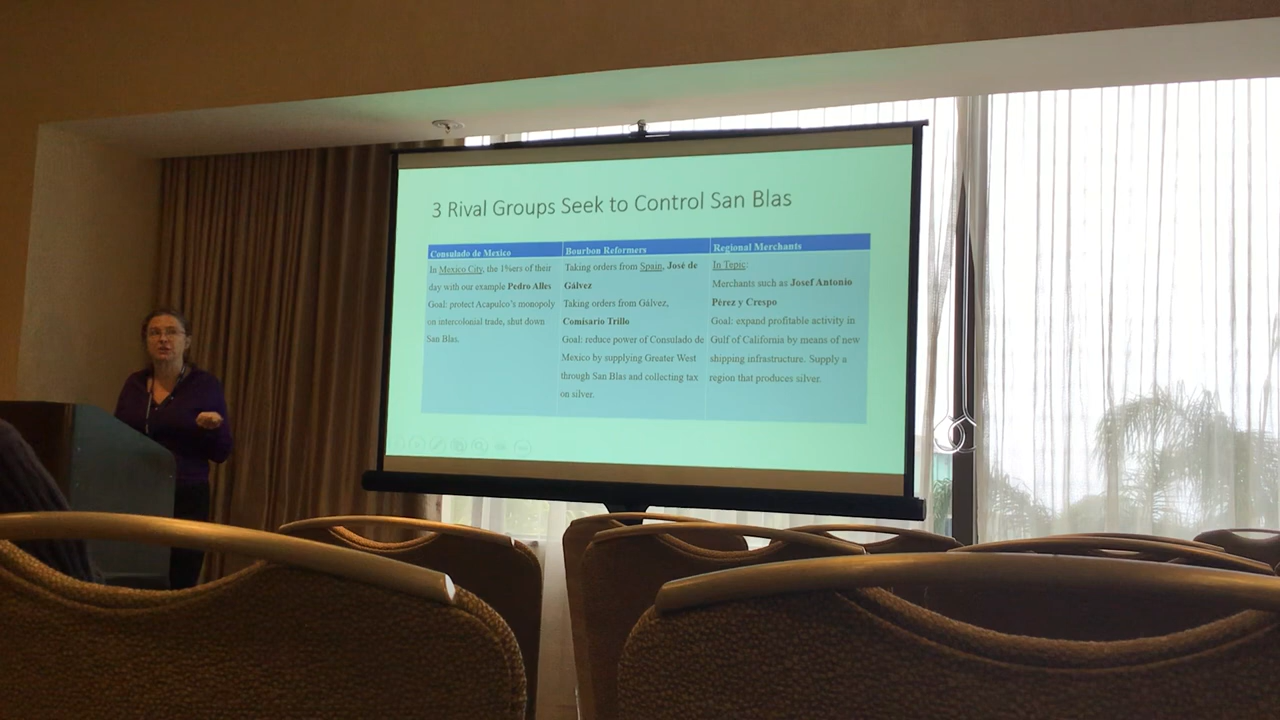 3 Rival Groups Seek to Control San Blas
Consulado de Mexico
In Mexico City, the 1%ers of their
day with our example Pedro Alles
Goal: protect Acapulco's monopoly
on intercolonial trade, shut down
San Blas.
Bourbon Reformers
Taking orders from Spain, José de
Gálvez
Taking orders from Gálvez,
Comisario Trillo
Goal: reduce power of Consulado de
Mexico by supplying Greater West
through San Blas and collecting tax
on silver.
Regional Merchants
In Tepic:
Merchants such as Josef Antonio
Pérez y Crespo
Goal: expand profitable activity in
Gulf of California by means of new
shipping infrastructure. Supply a
region that produces silver.